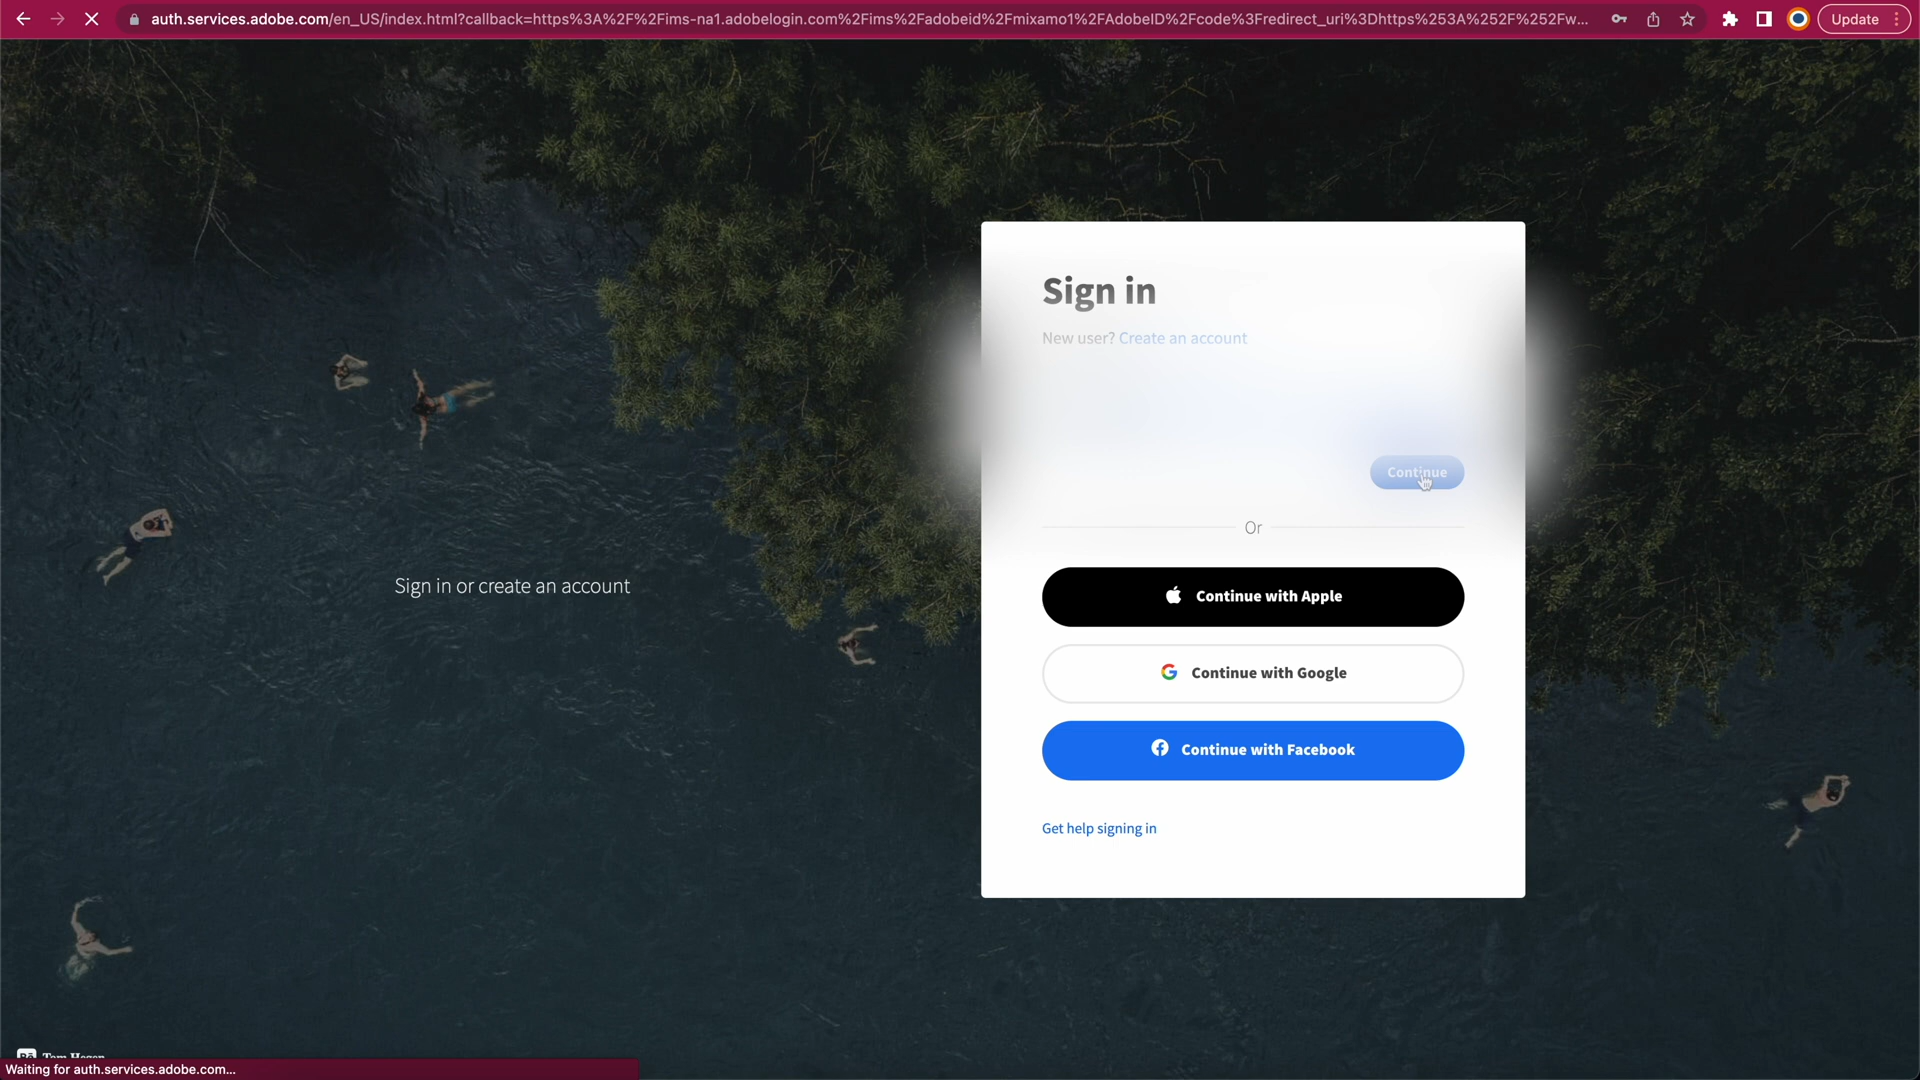 auth.services.adobe.com/en_US/index.html?callback=https%3A%2F%2Fims-na1.adobelogin.com%2Fims%2Fadobeid%2Fmixamo1%2FAdobeID%2Fcode%3Fredirect_uri%3Dhttps%253A%252F%252Fw...
Update
Sign in
New user? Create an account
Continue
Or
Continue with Apple
Sign in or create an account
Continue with Google
Continue with Facebook
Get help signing in
Tom Hegen
Waiting for auth.services.adobe.com...